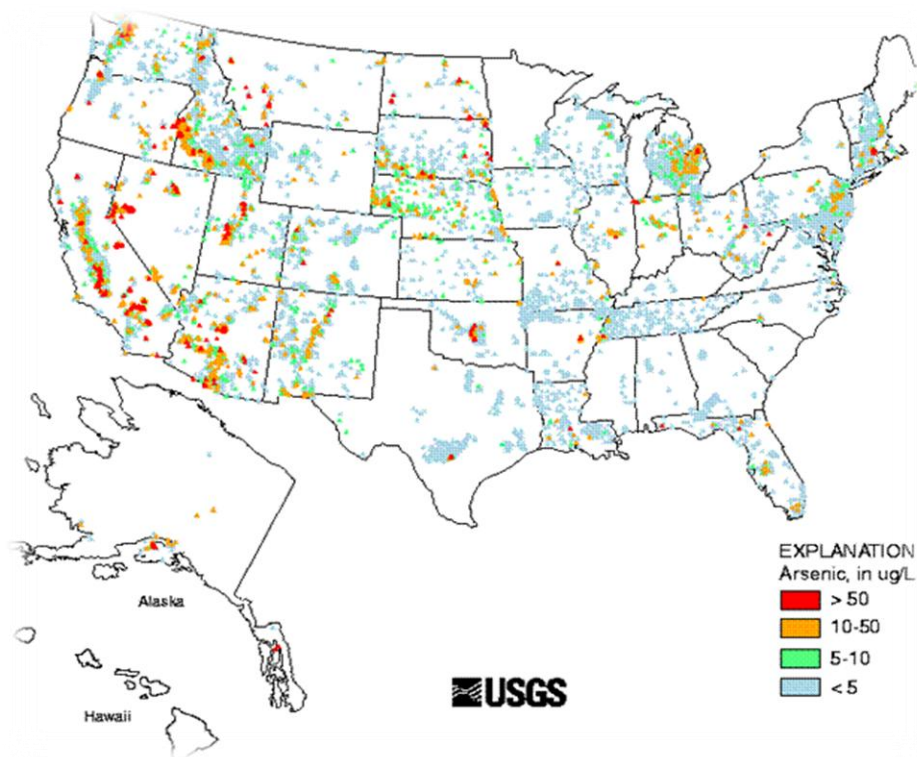 Alaska
Hawaii
USGS
EXPLANATION
Arsenic, in ug/L
> 50
10-50
5-10
< 5